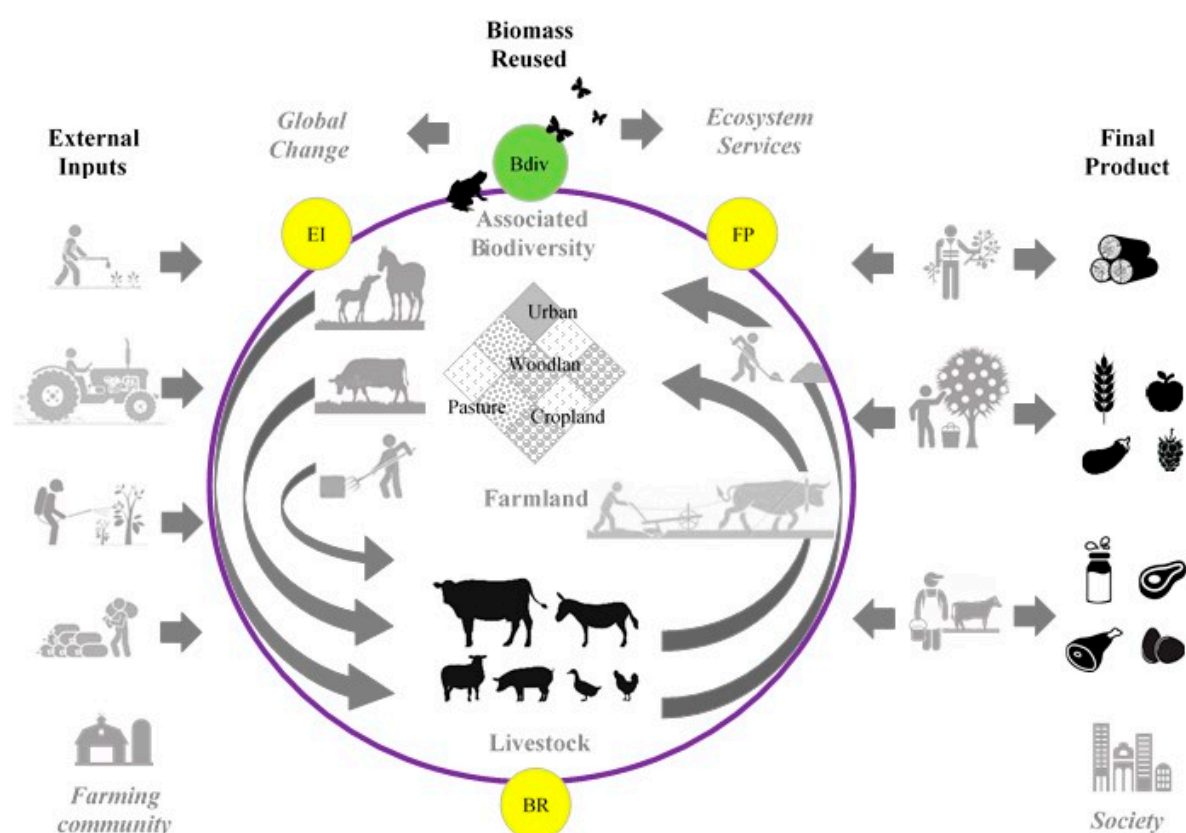 Biomass
Reused
Global
Change
Ecosystem
Services
External
Inputs
Final
Product
Bdiv
EI
FP
Associated
Biodiversity
Urban
Woodlan
Pasture
Cropland
Farmland
Livestock
BR
Farming
community
Society